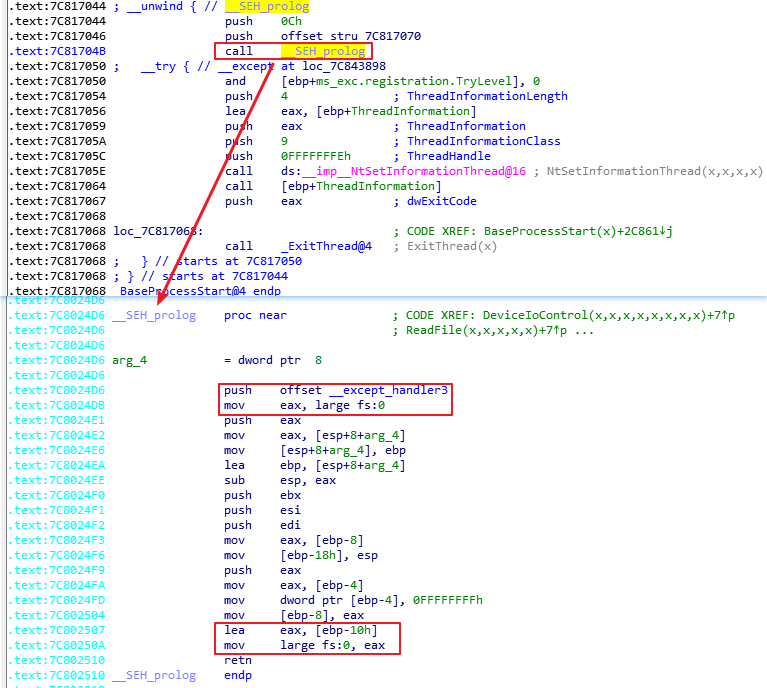 .text:7C817044 ; __unwind { // __SEH_prolog
.text:7C817044 push 0Ch
.text:7C817046 push offset stru_7C817070
.text:7C81704B call __SEH_prolog
.text:7C817050 ; __try { // __except at loc_7C843898
.text:7C817050 and [ebp+ms_exc.registration.TryLevel], 0
.text:7C817054 push 4 ; ThreadInformationLength
.text:7C817056 lea eax, [ebp+ThreadInformation]
.text:7C817059 push eax ; ThreadInformation
.text:7C81705A push 9 ; ThreadInformationClass
.text:7C81705C push 0FFFFFFFEh ; ThreadHandle
.text:7C81705E call ds:__imp__NtSetInformationThread@16 ; NtSetInformationThread(x,x,x,x)
.text:7C817064 call [ebp+ThreadInformation]
.text:7C817067 push eax ; dwExitCode
.text:7C817068
.text:7C817068 loc_7C817068: ; CODE XREF: BaseProcessStart(x)+2C861↓j
.text:7C817068 call _ExitThread@4 ; ExitThread(x)
.text:7C817068 ; } // starts at 7C817050
.text:7C817068 ; } // starts at 7C817044
.text:7C817068 _BaseProcessStart@4 endp
.text:7C8024D6
.text:7C8024D6 __SEH_prolog proc near ; CODE XREF: DeviceIoControl(x,x,x,x,x,x,x,x)+7↑p
.text:7C8024D6 ; ReadFile(x,x,x,x,x)+7↑p ...
.text:7C8024D6
.text:7C8024D6 arg_4 = dword ptr 8
.text:7C8024D6
.text:7C8024D6 push offset __except_handler3
.text:7C8024DB mov eax, large fs:0
.text:7C8024E1 push eax
.text:7C8024E2 mov eax, [esp+8+arg_4]
.text:7C8024E6 mov [esp+8+arg_4], ebp
.text:7C8024EA lea ebp, [esp+8+arg_4]
.text:7C8024EE sub esp, eax
.text:7C8024F0 push ebx
.text:7C8024F1 push esi
.text:7C8024F2 push edi
.text:7C8024F3 mov eax, [ebp-8]
.text:7C8024F6 mov [ebp-18h], esp
.text:7C8024F9 push eax
.text:7C8024FA mov eax, [ebp-4]
.text:7C8024FD mov dword ptr [ebp-4], 0FFFFFFFFh
.text:7C802504 mov [ebp-8], eax
.text:7C802507 lea eax, [ebp-10h]
.text:7C80250A mov large fs:0, eax
.text:7C802510 retn
.text:7C802510 __SEH_prolog endp